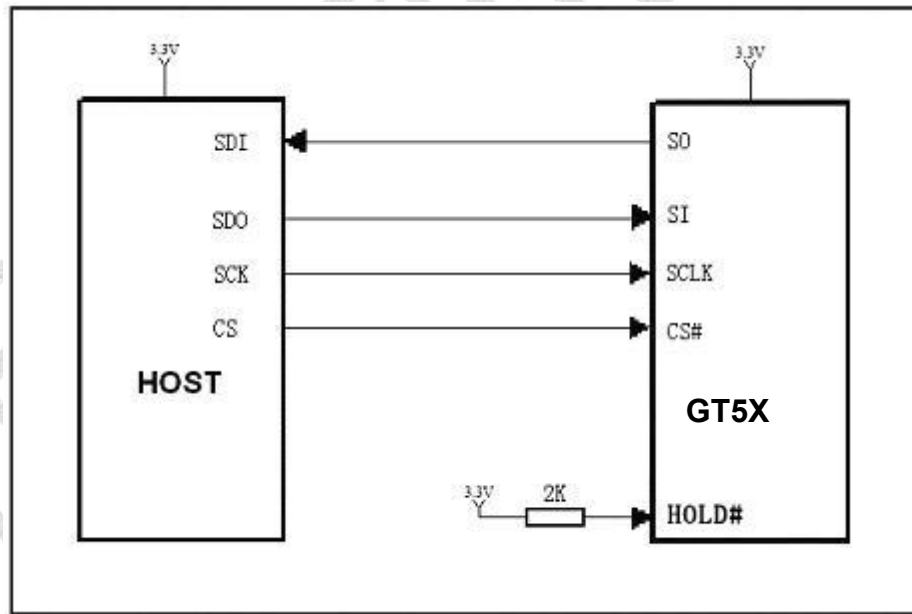 3.3V
3.3V
SDI
SO
SDO
SI
SCK
SCLK
CS
CS#
HOST
GT5X
3.3V
2K
HOLD#